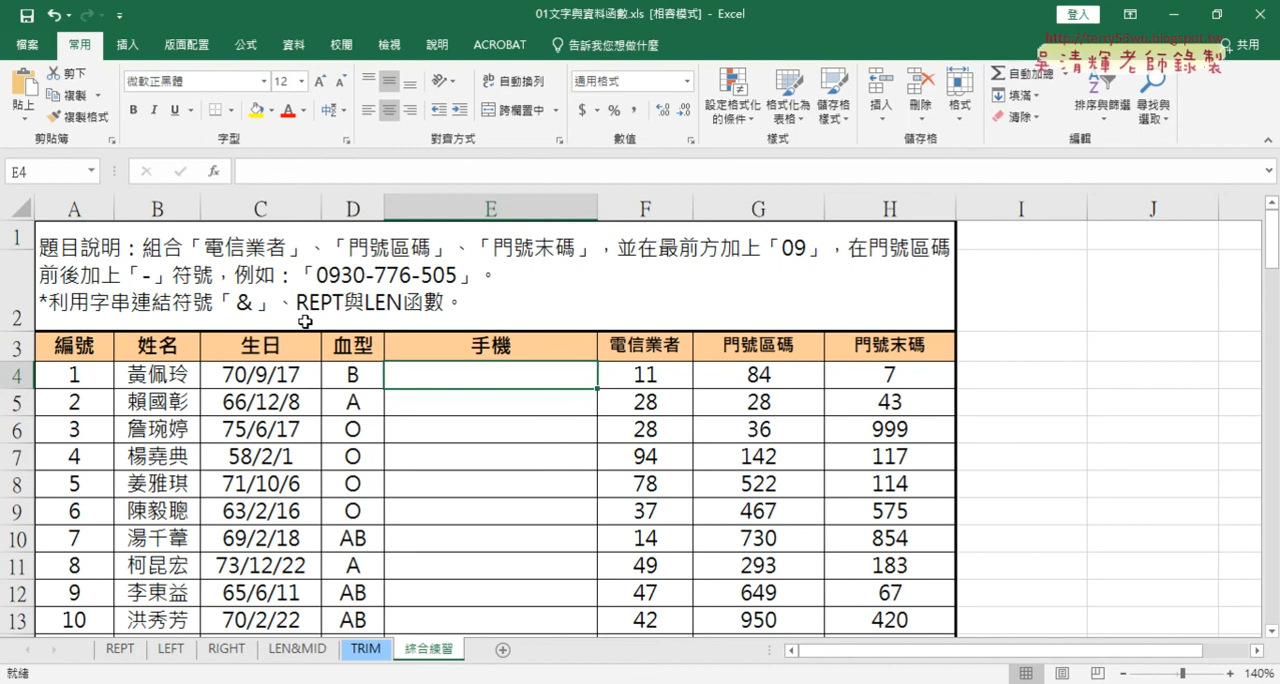 01文字與資料函數.xls [相容模式] - Excel
登入
檔案 常用 插入 版面配置 公式 資料 校閱 檢視 說明 ACROBAT 告訴我您想做什麼 共用
http://terry55wu.blogspot.tw
吳清輝老師錄製
貼上 剪下 複製 複製格式 剪貼簿
微軟正黑體 12 A A B I U A 中 字型
自動換列 跨欄置中 對齊方式
通用格式 $ % , .0 .00 數值
設定格式化的條件 格式化為表格 儲存格樣式 樣式
插入 刪除 格式 儲存格
Σ 自動加總 填滿 清除 排序與篩選 尋找與選取 編輯
E4 fx
A B C D E F G H I J
1 題目說明：組合「電信業者」、「門號區碼」、「門號末碼」，並在最前方加上「09」，在門號區碼
前後加上「-」符號，例如：「0930-776-505」。
2 *利用字串連結符號「&」、REPT與LEN函數。
3 編號 姓名 生日 血型 手機 電信業者 門號區碼 門號末碼
4 1 黃佩玲 70/9/17 B 11 84 7
5 2 賴國彰 66/12/8 A 28 28 43
6 3 詹琬婷 75/6/17 O 28 36 999
7 4 楊堯典 58/2/1 O 94 142 117
8 5 姜雅琪 71/10/6 O 78 522 114
9 6 陳毅聰 63/2/16 O 37 467 575
10 7 湯千葦 69/2/18 AB 14 730 854
11 8 柯昆宏 73/12/22 A 49 293 183
12 9 李東益 65/6/11 AB 47 649 67
13 10 洪秀芳 70/2/22 AB 42 950 420
REPT LEFT RIGHT LEN&MID TRIM 綜合練習
就緒 140%